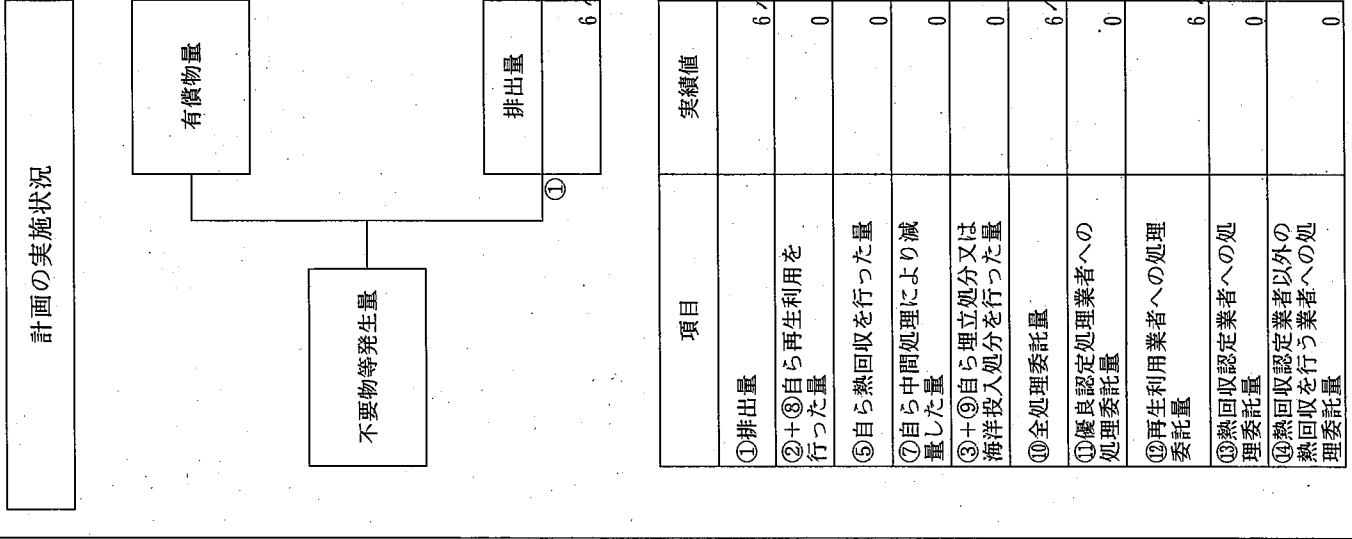 計画の実施状況
有償物量
不要物等発生量
排出量
①
6
項目
実績値
①排出量
6
②+⑧自ら再生利用を
行った量
0
⑤自ら熱回収を行った量
0
⑦自ら中間処理により減
量した量
0
③+⑨自ら埋立処分又は
海洋投入処分を行った量
0
⑩全処理委託量
6
⑪優良認定処理業者への
処理委託量
0
⑫再生利用業者への処理
委託量
6
⑬熱回収認定業者への処
理委託量
0
⑭熱回収認定業者以外の
熱回収を行う業者への処
理委託量
0